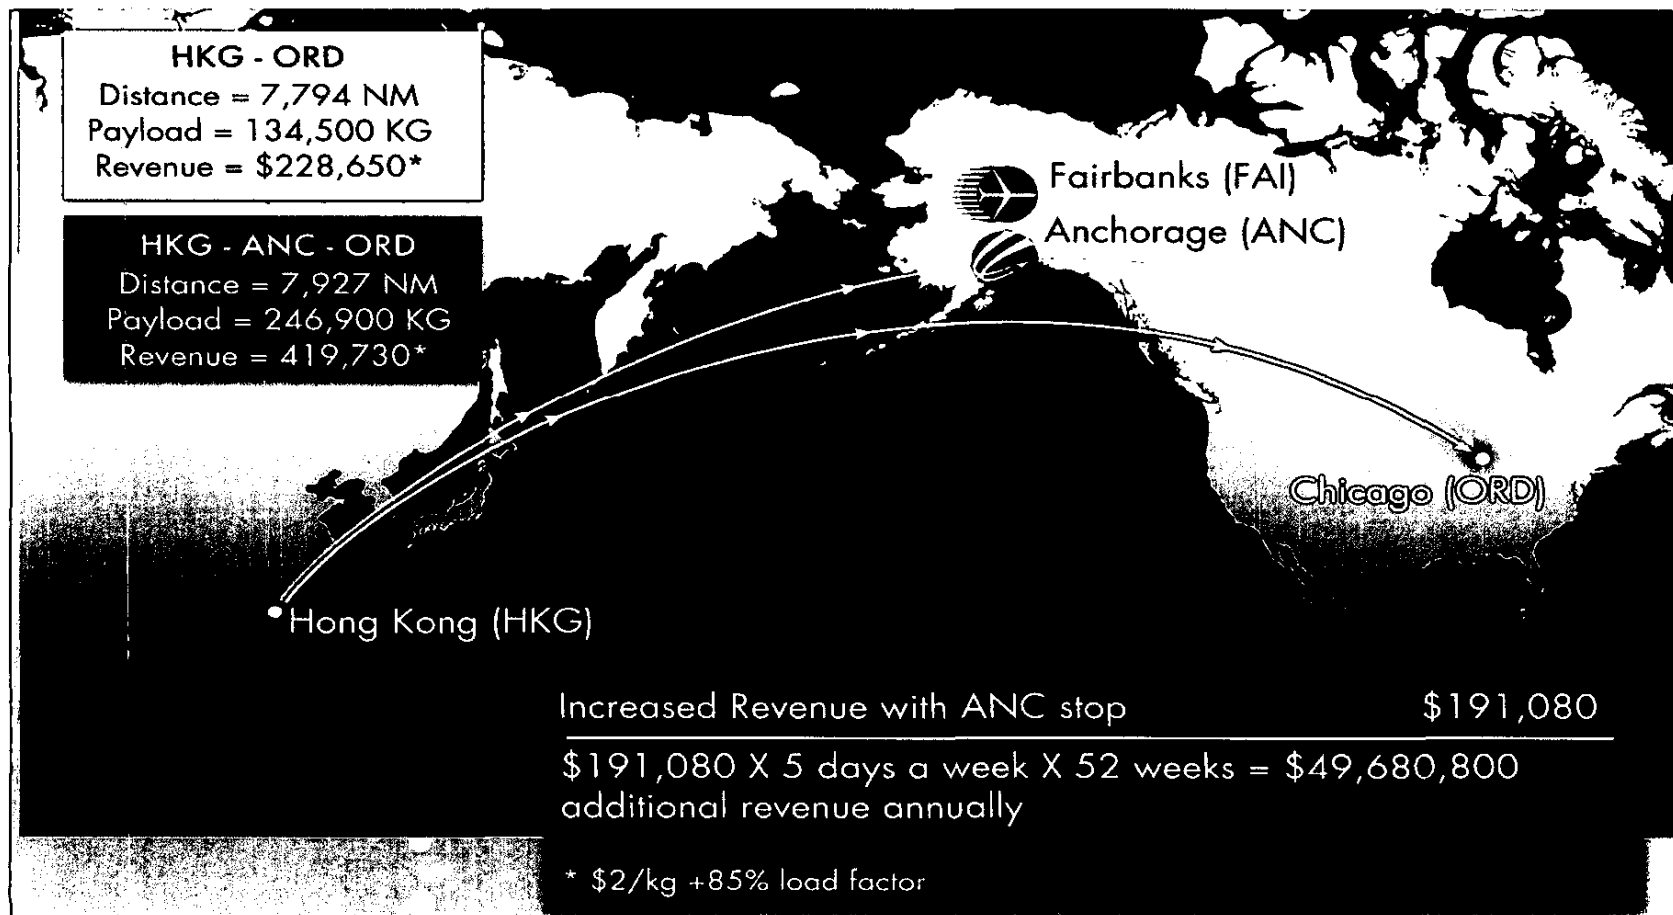 HKG - ORD
Distance = 7,794 NM
Payload = 134,500 KG
Revenue = $228,650*
HKG - ANC - ORD
Distance = 7,927 NM
Payload = 246,900 KG
Revenue = 419,730*
Fairbanks (FAI)
Anchorage (ANC)
Chicago (ORD)
Hong Kong (HKG)
Increased Revenue with ANC stop $191,080
$191,080 X 5 days a week X 52 weeks = $49,680,800
additional revenue annually
* $2/kg +85% load factor